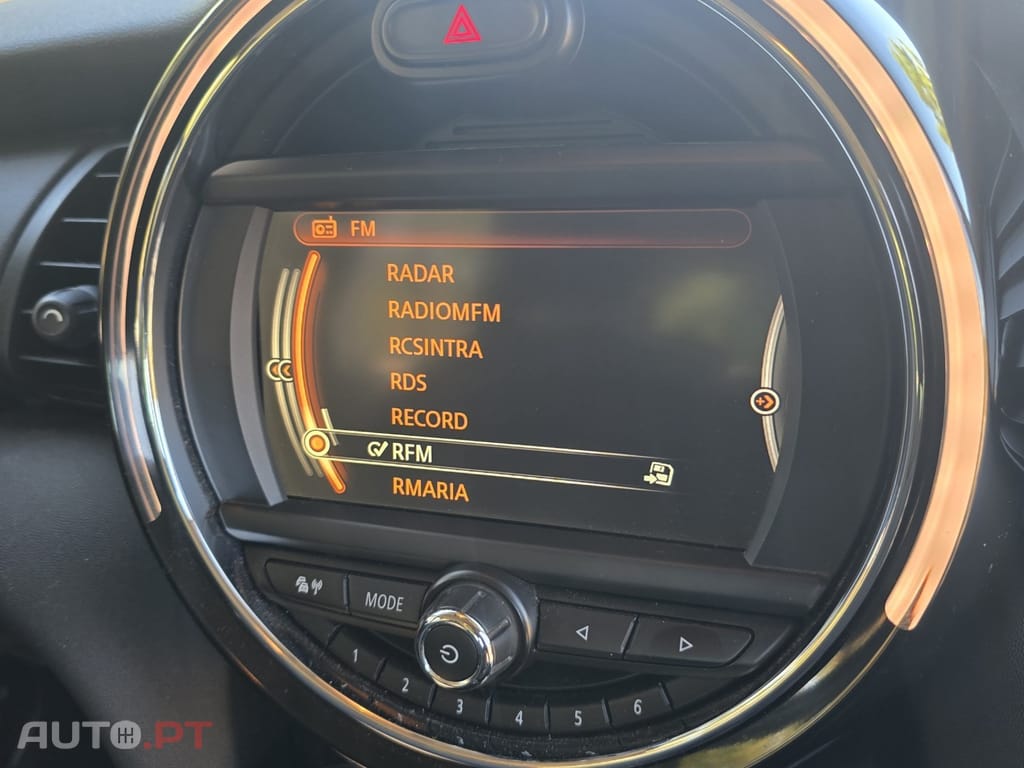 FM
RADAR
RADIOMFM
RCSINTRA
RDS
RECORD
RFM
RMARIA
MODE
1
2
3
4
5
6
AUTO.PT